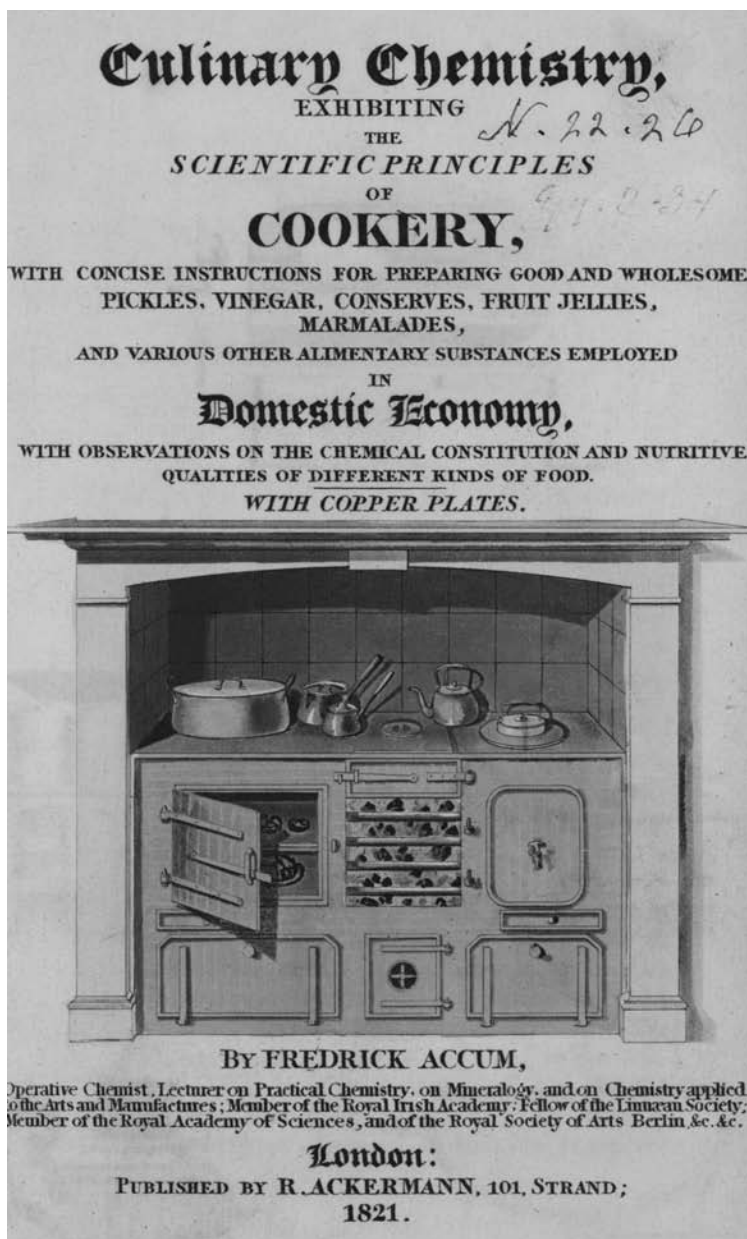 Culinary Chemistry,
EXHIBITING
THE
N. 22. 26
SCIENTIFIC PRINCIPLES
OF
COOKERY,
WITH CONCISE INSTRUCTIONS FOR PREPARING GOOD AND WHOLESOME
PICKLES, VINEGAR, CONSERVES, FRUIT JELLIES,
MARMALADES,
AND VARIOUS OTHER ALIMENTARY SUBSTANCES EMPLOYED
IN
Domestic Economy,
WITH OBSERVATIONS ON THE CHEMICAL CONSTITUTION AND NUTRITIVE
QUALITIES OF DIFFERENT KINDS OF FOOD.
WITH COPPER PLATES.
BY FREDRICK ACCUM,
Operative Chemist, Lecturer on Practical Chemistry, on Mineralogy, and on Chemistry applied
to the Arts and Manufactures; Member of the Royal Irish Academy; Fellow of the Linnæan Society;
Member of the Royal Academy of Sciences, and of the Royal Society of Arts Berlin, &c. &c.
London:
PUBLISHED BY R. ACKERMANN, 101, STRAND;
1821.